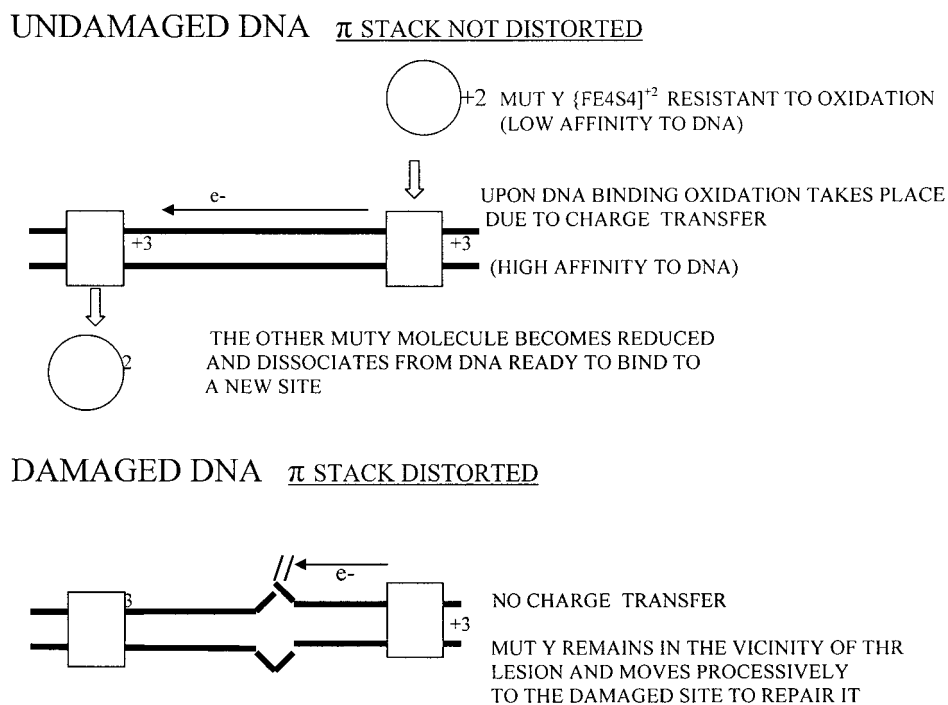 UNDAMAGED DNA π STACK NOT DISTORTED
+2 MUT Y {FE4S4]+2 RESISTANT TO OXIDATION
(LOW AFFINITY TO DNA)
e-
UPON DNA BINDING OXIDATION TAKES PLACE
DUE TO CHARGE TRANSFER
+3
+3
(HIGH AFFINITY TO DNA)
2
THE OTHER MUTY MOLECULE BECOMES REDUCED
AND DISSOCIATES FROM DNA READY TO BIND TO
A NEW SITE
DAMAGED DNA π STACK DISTORTED
e-
3
NO CHARGE TRANSFER
+3
MUT Y REMAINS IN THE VICINITY OF THR
LESION AND MOVES PROCESSIVELY
TO THE DAMAGED SITE TO REPAIR IT